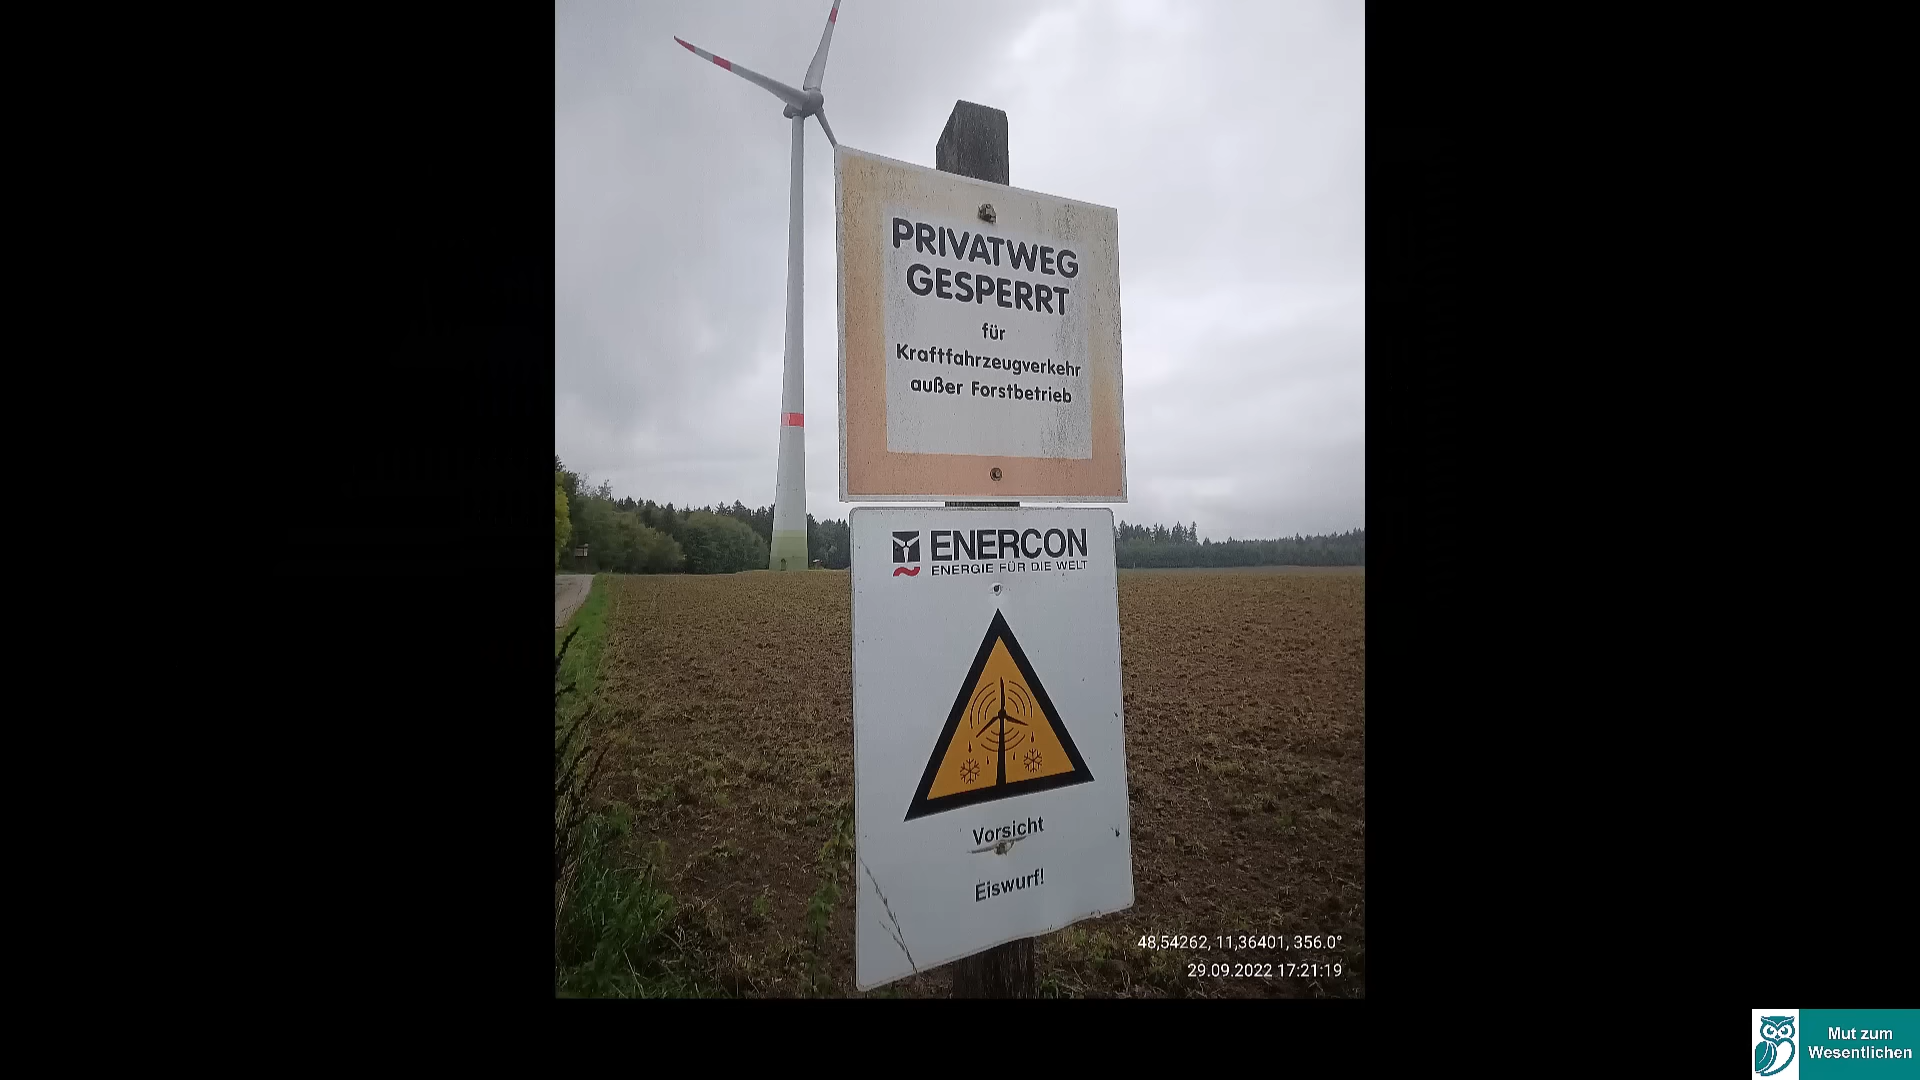 PRIVATWEG
GESPERRT
für
Kraftfahrzeugverkehr
außer Forstbetrieb
ENERCON
ENERGIE FÜR DIE WELT
Vorsicht
Eiswurf!
48,54262, 11,36401, 356.0°
29.09.2022 17:21:19
Mut zum
Wesentlichen